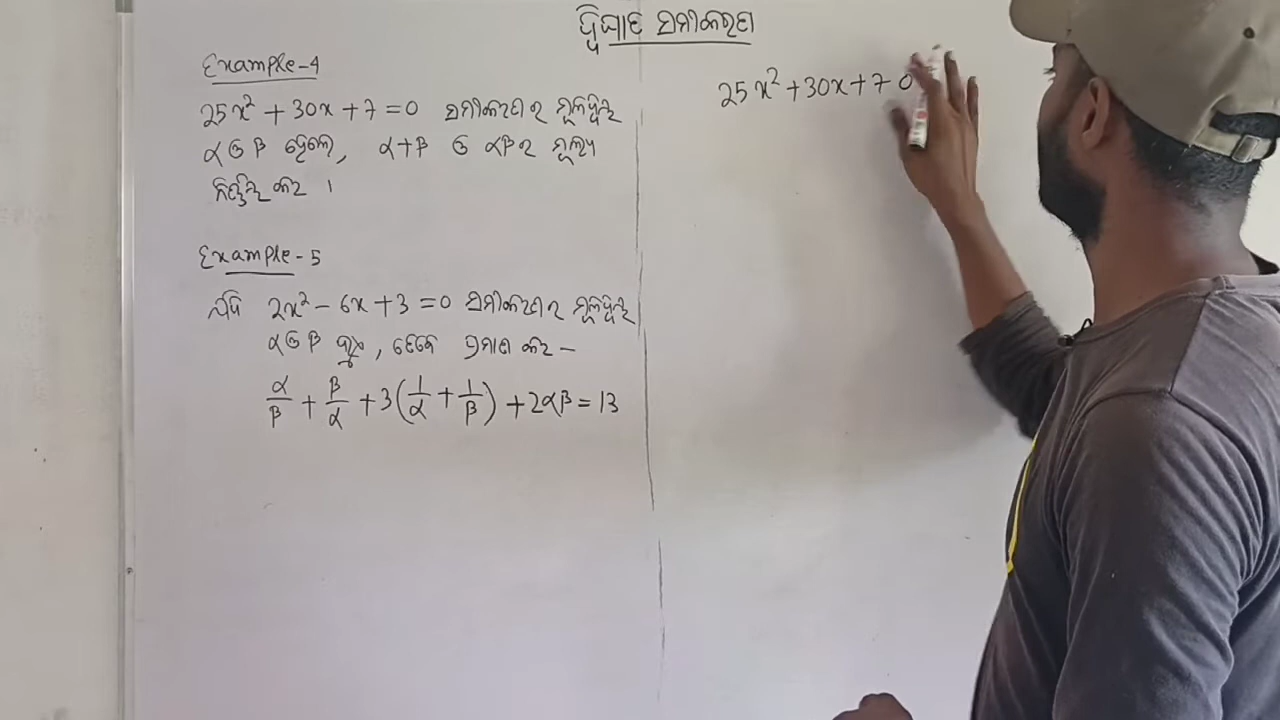 ଦ୍ୱିଘାତ ସମୀକରଣ
Example-4
25x² + 30x + 7 = 0 ସମୀକରଣର ମୂଳଦ୍ୱୟ
α ଓ β ହେଲେ, α+β ଓ αβର ମୂଲ୍ୟ
ନିର୍ଣ୍ଣୟ କର ।
Example-5
ଯଦି 2x² - 6x + 3 = 0 ସମୀକରଣର ମୂଳଦ୍ୱୟ
α ଓ β ହୁଏ, ତେବେ ପ୍ରମାଣ କର –
α/β + β/α + 3(1/α + 1/β) + 2αβ = 13
25x² + 30x + 7 0